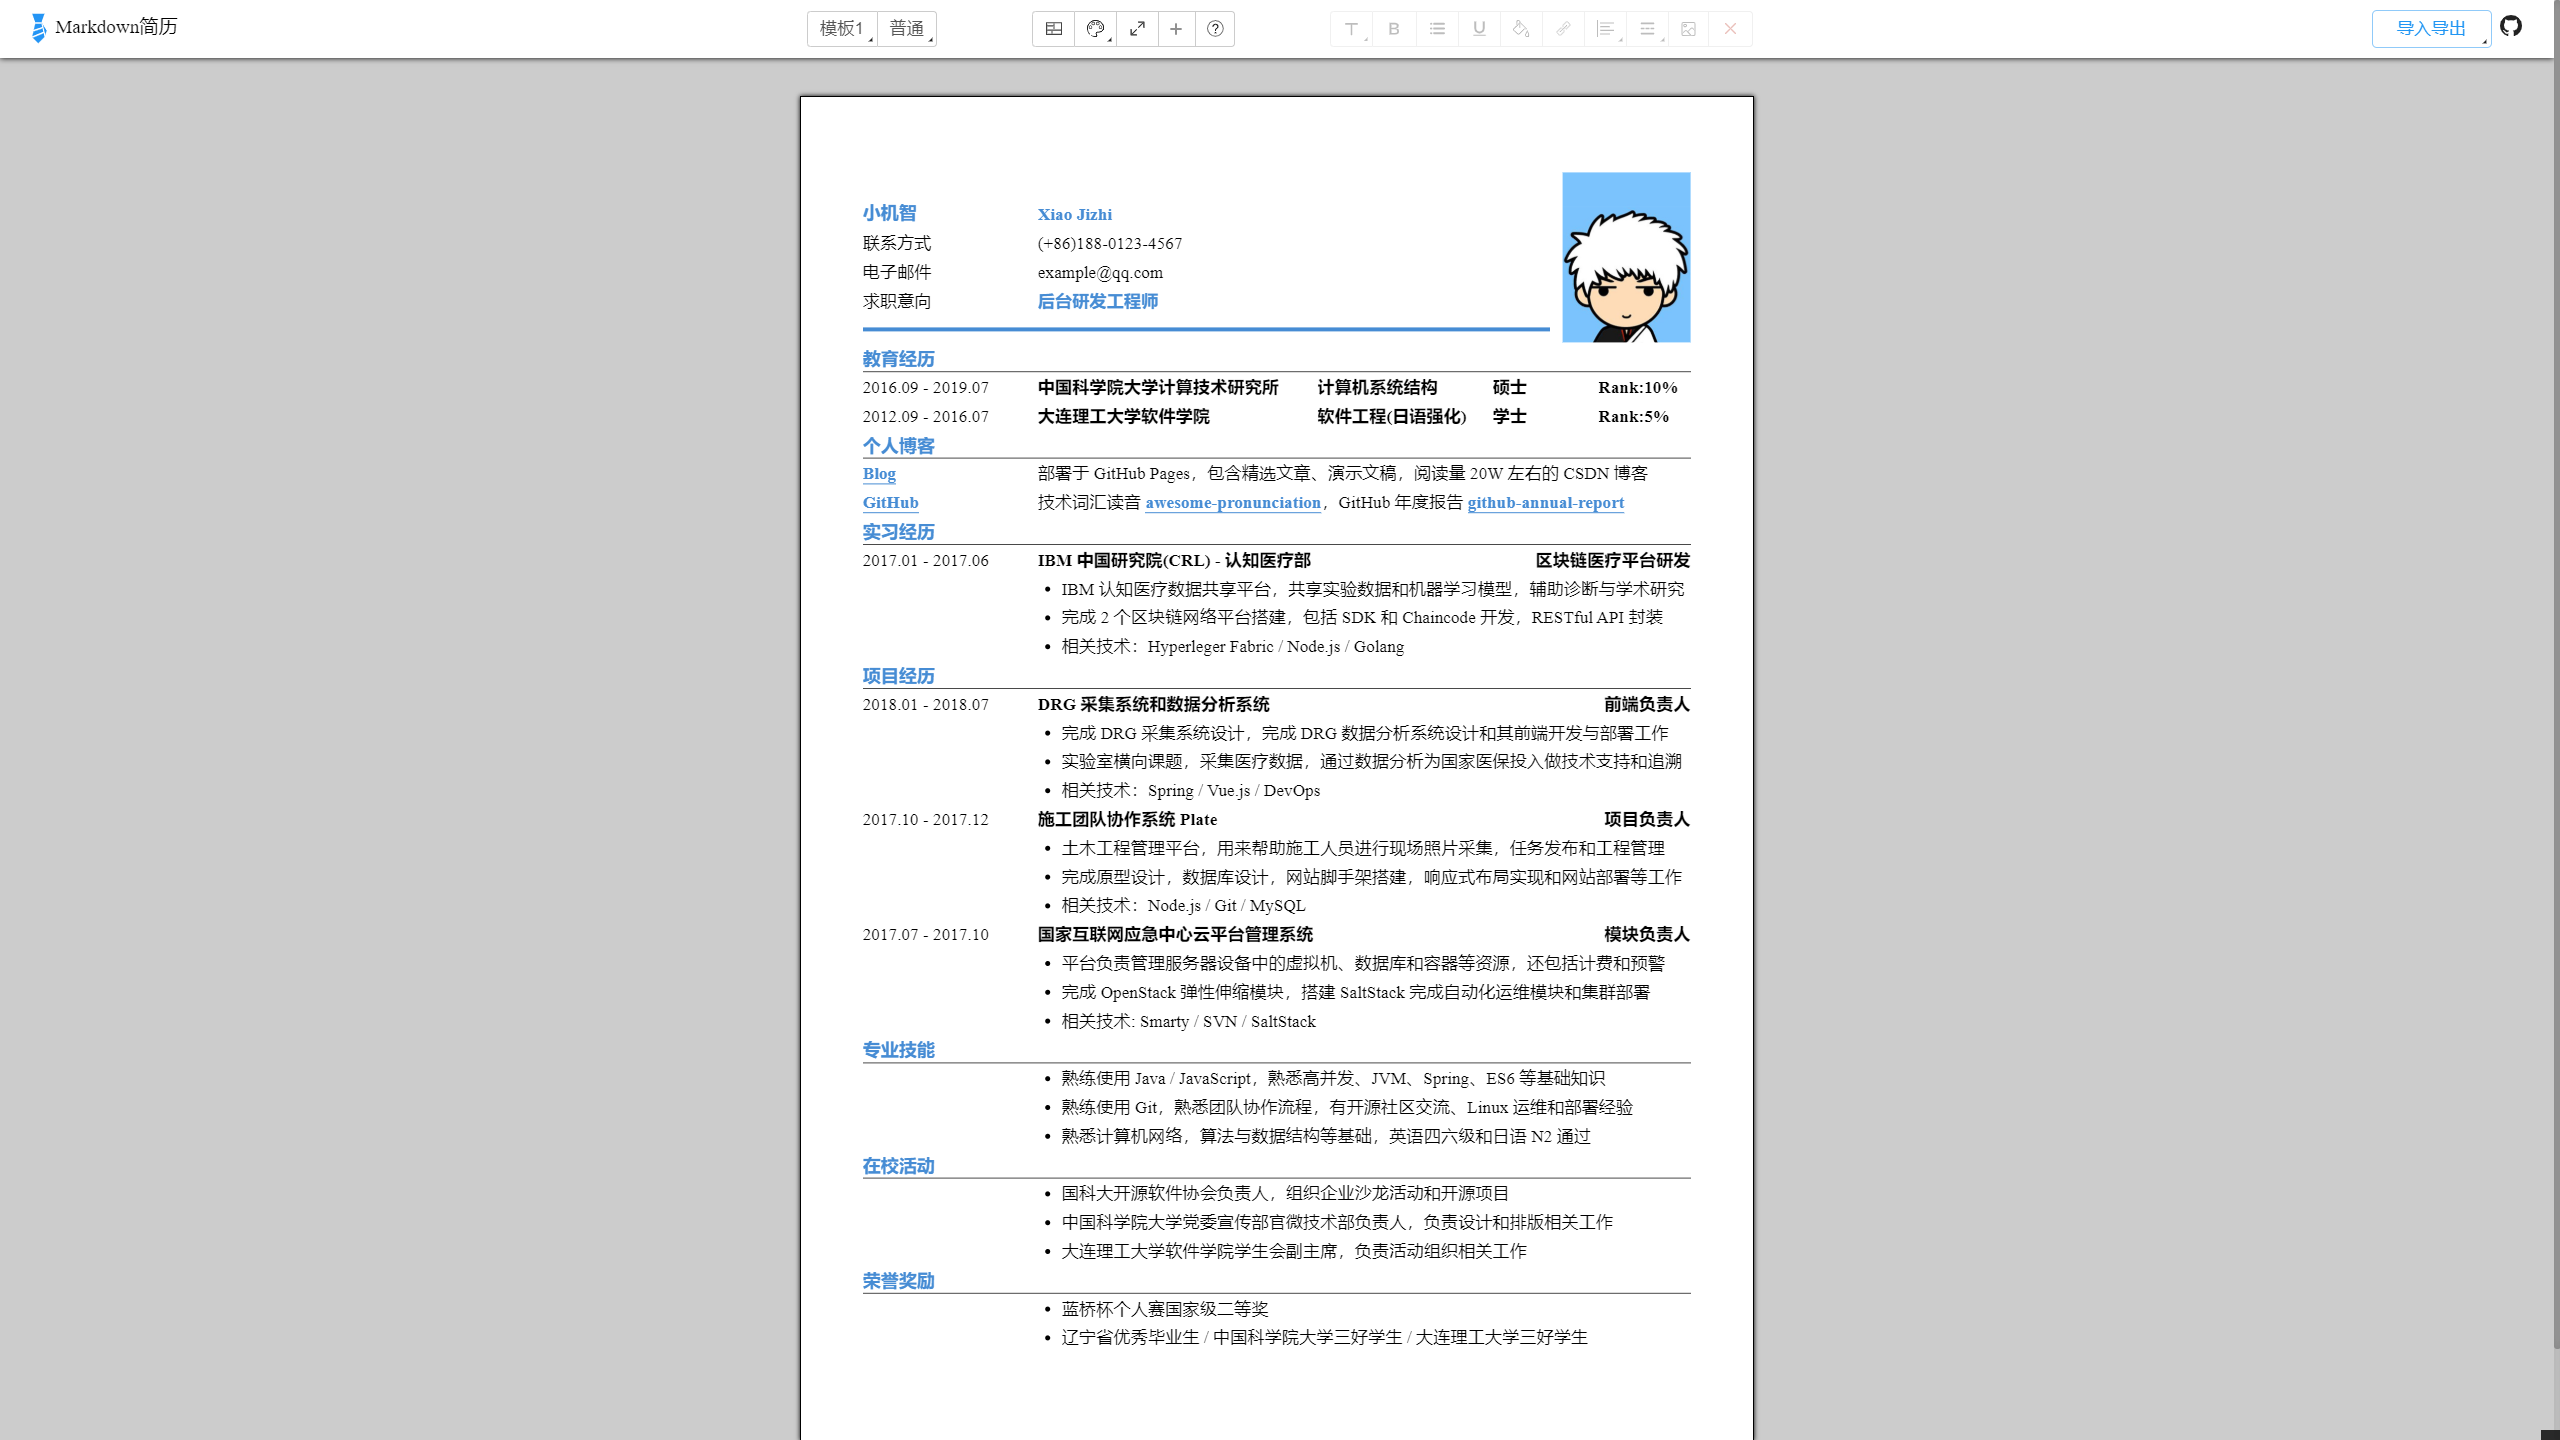 Markdown简历
模板1 普通
导入导出
小机智 Xiao Jizhi
联系方式 (+86)188-0123-4567
电子邮件 example@qq.com
求职意向 后台研发工程师
教育经历
2016.09 - 2019.07 中国科学院大学计算技术研究所 计算机系统结构 硕士 Rank:10%
2012.09 - 2016.07 大连理工大学软件学院 软件工程(日语强化) 学士 Rank:5%
个人博客
Blog 部署于 GitHub Pages，包含精选文章、演示文稿，阅读量 20W 左右的 CSDN 博客
GitHub 技术词汇读音 awesome-pronunciation，GitHub 年度报告 github-annual-report
实习经历
2017.01 - 2017.06 IBM 中国研究院(CRL) - 认知医疗部 区块链医疗平台研发
• IBM 认知医疗数据共享平台，共享实验数据和机器学习模型，辅助诊断与学术研究
• 完成 2 个区块链网络平台搭建，包括 SDK 和 Chaincode 开发，RESTful API 封装
• 相关技术：Hyperleger Fabric / Node.js / Golang
项目经历
2018.01 - 2018.07 DRG 采集系统和数据分析系统 前端负责人
• 完成 DRG 采集系统设计，完成 DRG 数据分析系统设计和其前端开发与部署工作
• 实验室横向课题，采集医疗数据，通过数据分析为国家医保投入做技术支持和追溯
• 相关技术：Spring / Vue.js / DevOps
2017.10 - 2017.12 施工团队协作系统 Plate 项目负责人
• 土木工程管理平台，用来帮助施工人员进行现场照片采集，任务发布和工程管理
• 完成原型设计，数据库设计，网站脚手架搭建，响应式布局实现和网站部署等工作
• 相关技术：Node.js / Git / MySQL
2017.07 - 2017.10 国家互联网应急中心云平台管理系统 模块负责人
• 平台负责管理服务器设备中的虚拟机、数据库和容器等资源，还包括计费和预警
• 完成 OpenStack 弹性伸缩模块，搭建 SaltStack 完成自动化运维模块和集群部署
• 相关技术: Smarty / SVN / SaltStack
专业技能
• 熟练使用 Java / JavaScript，熟悉高并发、JVM、Spring、ES6 等基础知识
• 熟练使用 Git，熟悉团队协作流程，有开源社区交流、Linux 运维和部署经验
• 熟悉计算机网络，算法与数据结构等基础，英语四六级和日语 N2 通过
在校活动
• 国科大开源软件协会负责人，组织企业沙龙活动和开源项目
• 中国科学院大学党委宣传部官微技术部负责人，负责设计和排版相关工作
• 大连理工大学软件学院学生会副主席，负责活动组织相关工作
荣誉奖励
• 蓝桥杯个人赛国家级二等奖
• 辽宁省优秀毕业生 / 中国科学院大学三好学生 / 大连理工大学三好学生